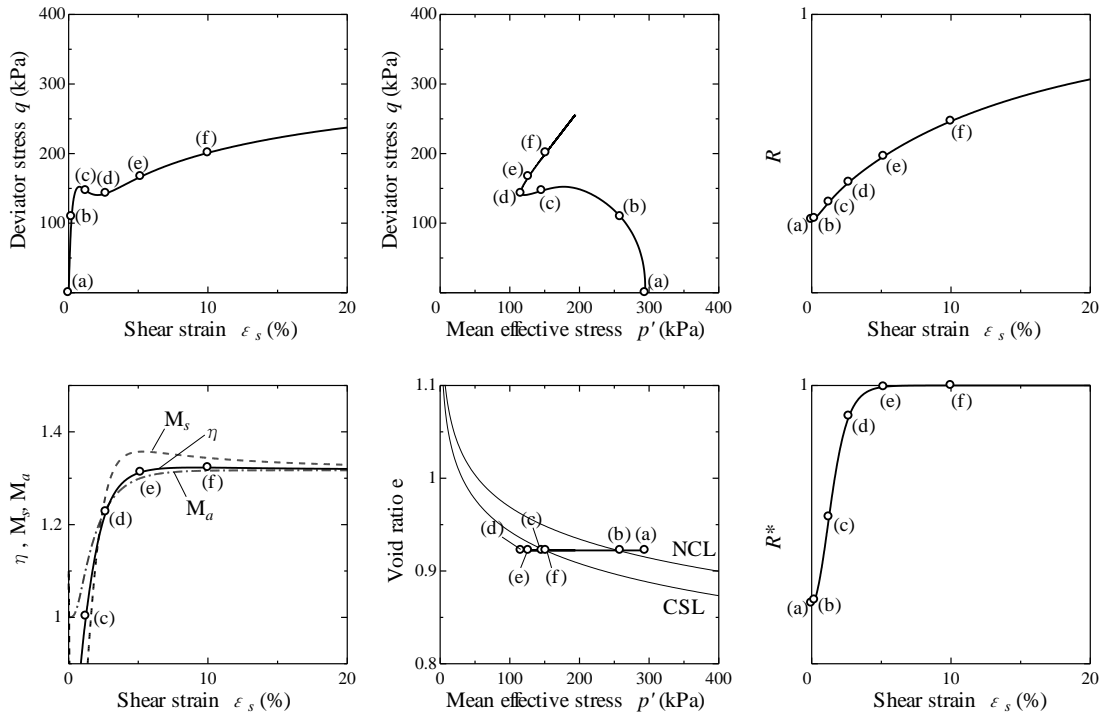 400
300
200
100
0
Deviator stress q (kPa)
(a)
(b)
(c)
(d)
(e)
(f)
0 10 20
Shear strain εs (%)
400
300
200
100
0
Deviator stress q (kPa)
(a)
(b)
(c)
(d)
(e)
(f)
0 100 200 300 400
Mean effective stress p' (kPa)
1
R
(a)
(b)
(c)
(d)
(e)
(f)
0 10 20
Shear strain εs (%)
1.4
1.2
1
η , Ms, Ma
Ms
η
Ma
(c)
(d)
(e)
(f)
0 10 20
Shear strain εs (%)
1.1
1
0.9
0.8
Void ratio e
(d)
(c)
(b)
(a)
(e)
(f)
NCL
CSL
0 100 200 300 400
Mean effective stress p' (kPa)
1
R*
(a)
(b)
(c)
(d)
(e)
(f)
0 10 20
Shear strain εs (%)